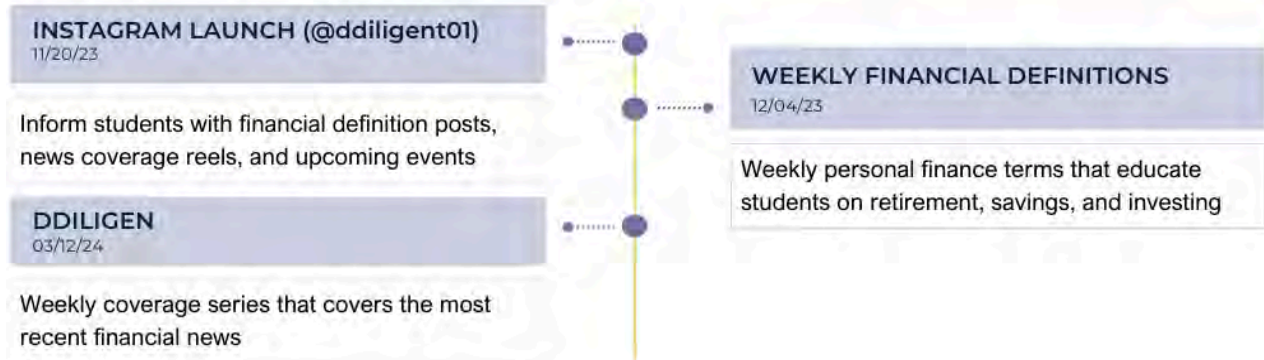 INSTAGRAM LAUNCH (@ddiligent01)
11/20/23
Inform students with financial definition posts,
news coverage reels, and upcoming events
WEEKLY FINANCIAL DEFINITIONS
12/04/23
Weekly personal finance terms that educate
students on retirement, savings, and investing
DDILIGEN
03/12/24
Weekly coverage series that covers the most
recent financial news